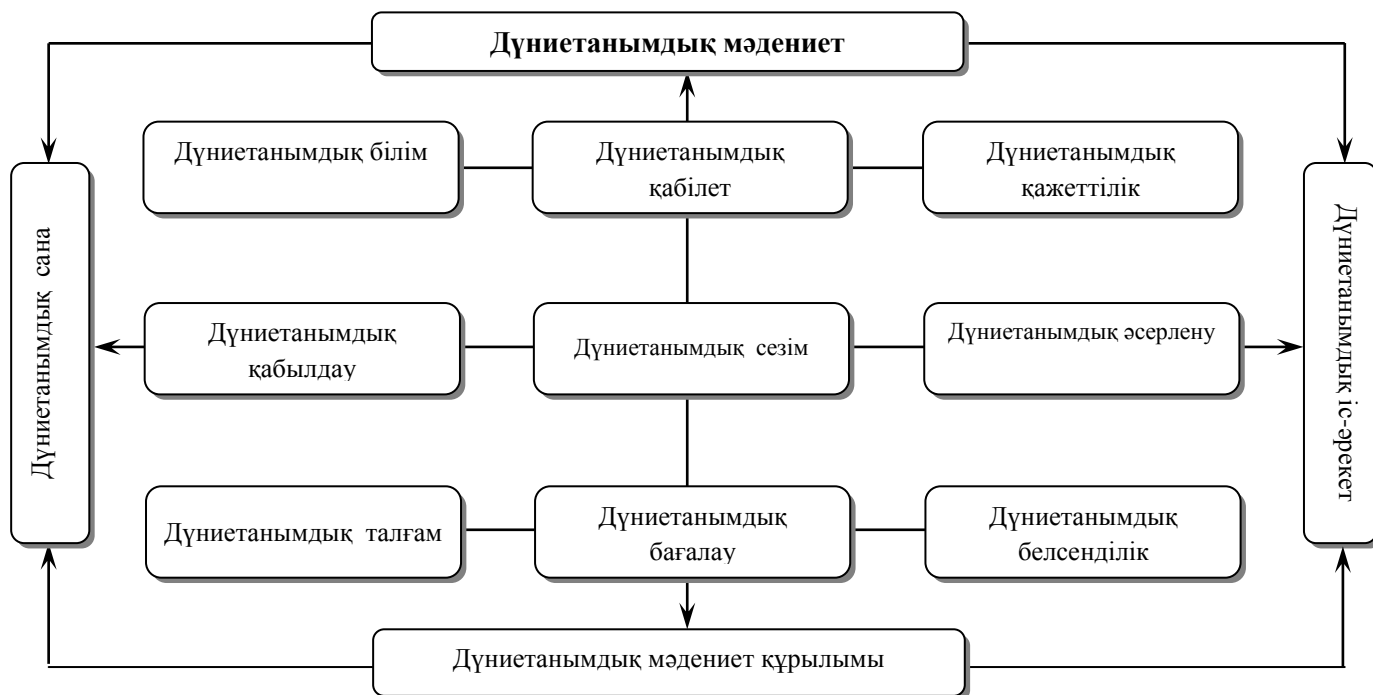 Дүниетанымдық мәдениет
Дүниетанымдық білім
Дүниетанымдық
қабілет
Дүниетанымдық
қажеттілік
Дүниетанымдық сана
Дүниетанымдық
қабылдау
Дүниетанымдық сезім
Дүниетанымдық әсерлену
Дүниетанымдық іс-әрекет
Дүниетанымдық талғам
Дүниетанымдық
бағалау
Дүниетанымдық
белсенділік
Дүниетанымдық мәдениет құрылымы